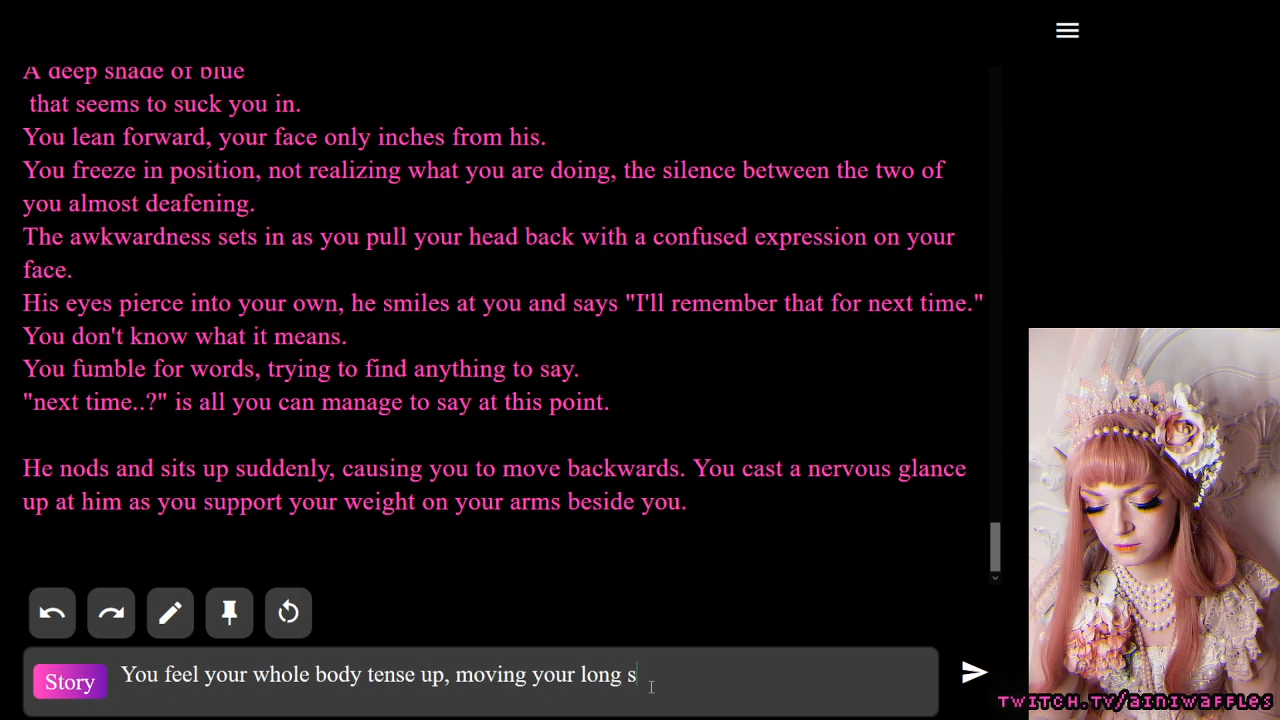 A deep shade of blue
that seems to suck you in.
You lean forward, your face only inches from his.
You freeze in position, not realizing what you are doing, the silence between the two of
you almost deafening.
The awkwardness sets in as you pull your head back with a confused expression on your
face.
His eyes pierce into your own, he smiles at you and says "I'll remember that for next time."
You don't know what it means.
You fumble for words, trying to find anything to say.
"next time..?" is all you can manage to say at this point.
He nods and sits up suddenly, causing you to move backwards. You cast a nervous glance
up at him as you support your weight on your arms beside you.
Story You feel your whole body tense up, moving your long s
TWITCH.TV/AINIWAFFLES